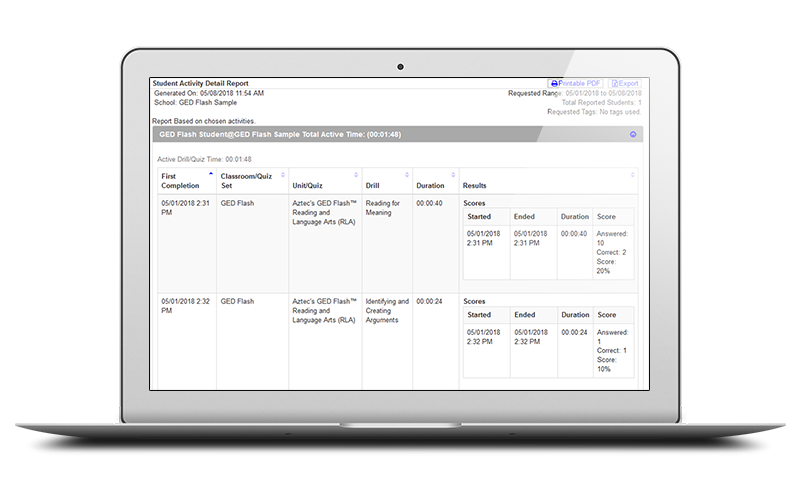 Student Activity Detail Report
Printable PDF Export
Generated On: 05/08/2018 11:54 AM
Requested Range: 05/01/2018 to 05/08/2018
School: GED Flash Sample
Total Reported Students: 1
Requested Tags: No tags used.
Report Based on chosen activities.
GED Flash Student@GED Flash Sample Total Active Time: (00:01:48)
Active Drill/Quiz Time: 00:01:48
First Completion
Classroom/Quiz Set
Unit/Quiz
Drill
Duration
Results
05/01/2018 2:31
PM
GED Flash
Aztec's GED Flash™
Reading and
Language Arts (RLA)
Reading for
Meaning
00:00:40
Scores
Started Ended Duration Score
05/01/2018
2:31 PM
05/01/2018
2:31 PM
00:00:40
Answered:
10
Correct: 2
Score:
20%
05/01/2018 2:32
PM
GED Flash
Aztec's GED Flash™
Reading and
Language Arts (RLA)
Identifying and
Creating
Arguments
00:00:24
Scores
Started Ended Duration Score
05/01/2018
2:32 PM
05/01/2018
2:32 PM
00:00:24
Answered:
1
Correct: 1
Score:
10%